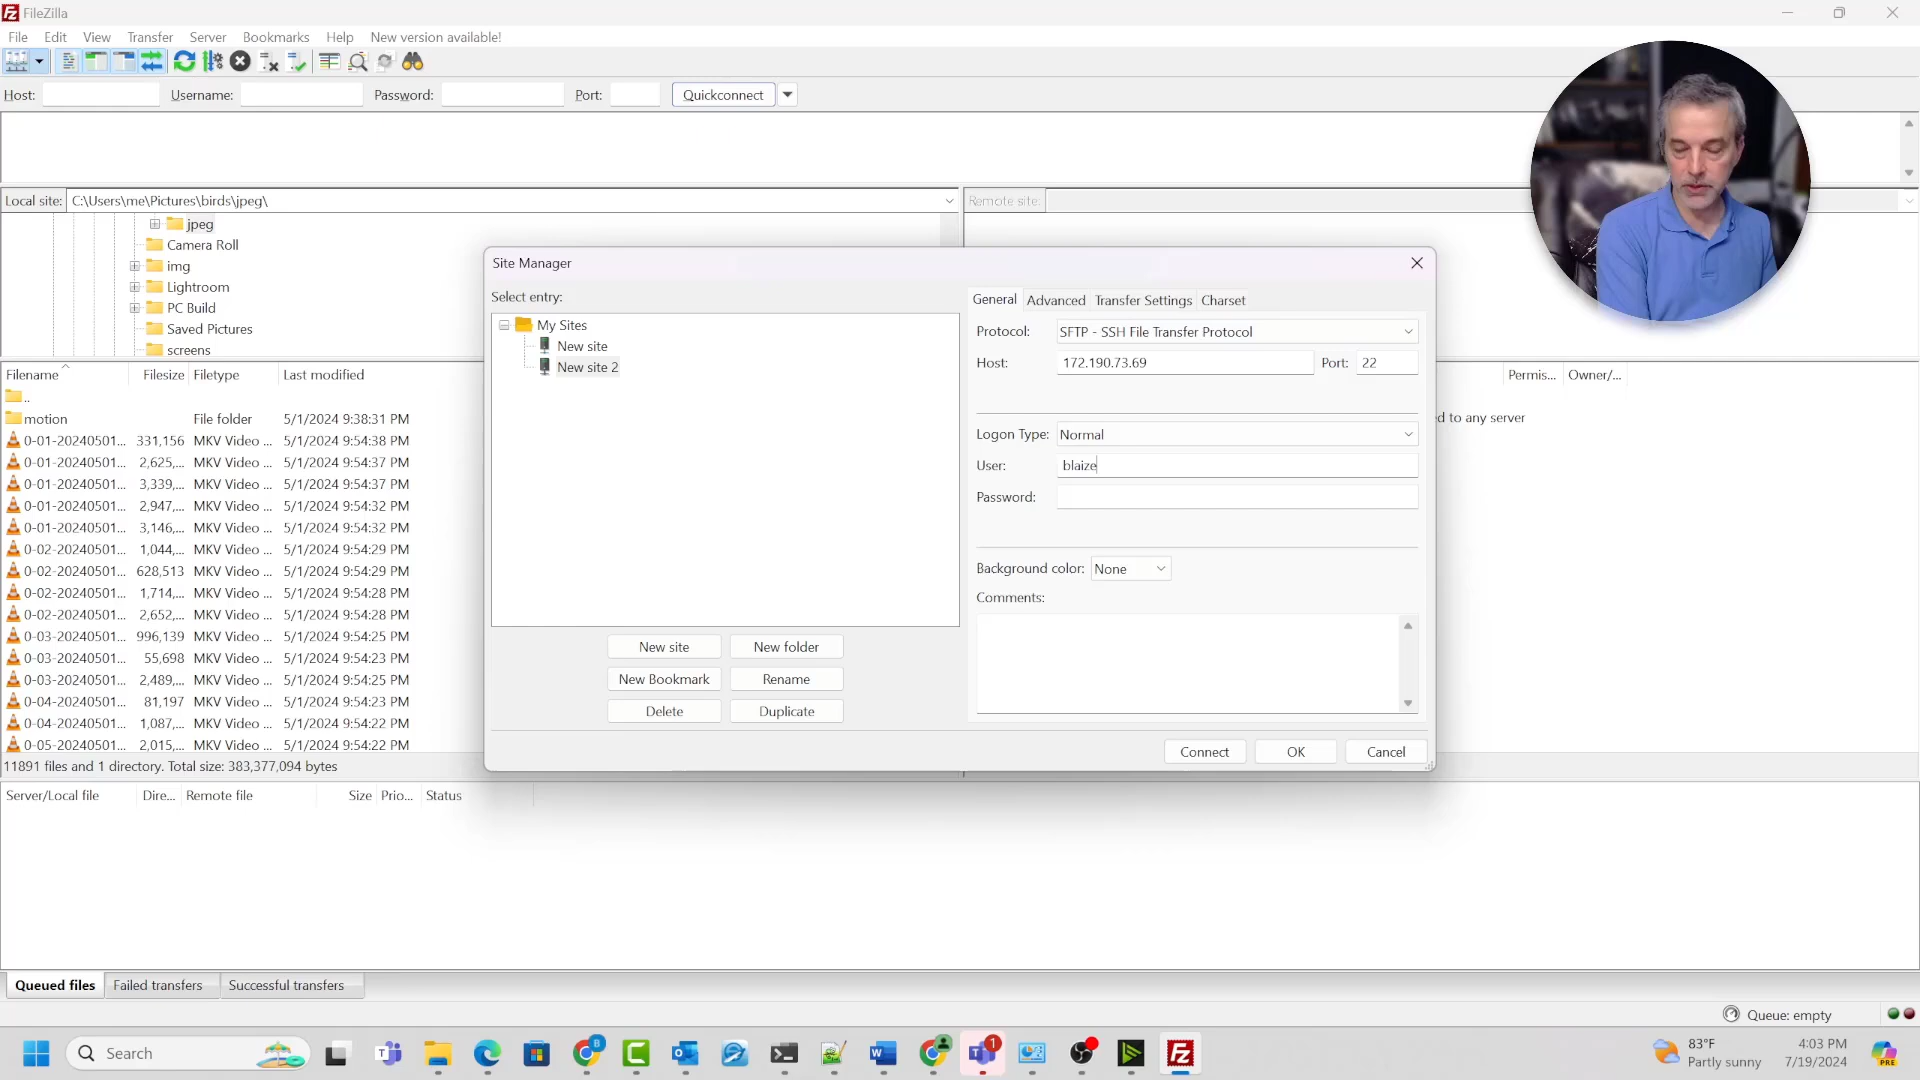 FileZilla
File Edit View Transfer Server Bookmarks Help New version available!
Host: Username: Password: Port: Quickconnect
Local site: C:\Users\me\Pictures\birds\jpeg\
Remote site:
jpeg
Camera Roll
img
Lightroom
PC Build
Saved Pictures
screens
Filename Filesize Filetype Last modified
..
motion File folder 5/1/2024 9:38:31 PM
0-01-20240501... 331,156 MKV Video ... 5/1/2024 9:54:38 PM
0-01-20240501... 2,625,... MKV Video ... 5/1/2024 9:54:37 PM
0-01-20240501... 3,339,... MKV Video ... 5/1/2024 9:54:37 PM
0-01-20240501... 2,947,... MKV Video ... 5/1/2024 9:54:32 PM
0-01-20240501... 3,146,... MKV Video ... 5/1/2024 9:54:32 PM
0-02-20240501... 1,044,... MKV Video ... 5/1/2024 9:54:29 PM
0-02-20240501... 628,513 MKV Video ... 5/1/2024 9:54:29 PM
0-02-20240501... 1,714,... MKV Video ... 5/1/2024 9:54:28 PM
0-02-20240501... 2,652,... MKV Video ... 5/1/2024 9:54:28 PM
0-03-20240501... 996,139 MKV Video ... 5/1/2024 9:54:25 PM
0-03-20240501... 55,698 MKV Video ... 5/1/2024 9:54:23 PM
0-03-20240501... 2,489,... MKV Video ... 5/1/2024 9:54:25 PM
0-04-20240501... 81,197 MKV Video ... 5/1/2024 9:54:23 PM
0-04-20240501... 1,087,... MKV Video ... 5/1/2024 9:54:22 PM
0-05-20240501... 2,015,... MKV Video ... 5/1/2024 9:54:22 PM
11891 files and 1 directory. Total size: 383,377,094 bytes
Site Manager
Select entry:
My Sites
New site
New site 2
New site New folder
New Bookmark Rename
Delete Duplicate
General Advanced Transfer Settings Charset
Protocol: SFTP - SSH File Transfer Protocol
Host: 172.190.73.69 Port: 22
Logon Type: Normal
User: blaize
Password:
Background color: None
Comments:
Connect OK Cancel
Permis... Owner/...
ed to any server
Server/Local file Dire... Remote file Size Prio... Status
Queued files Failed transfers Successful transfers
Queue: empty
Search
83°F
Partly sunny
4:03 PM
7/19/2024